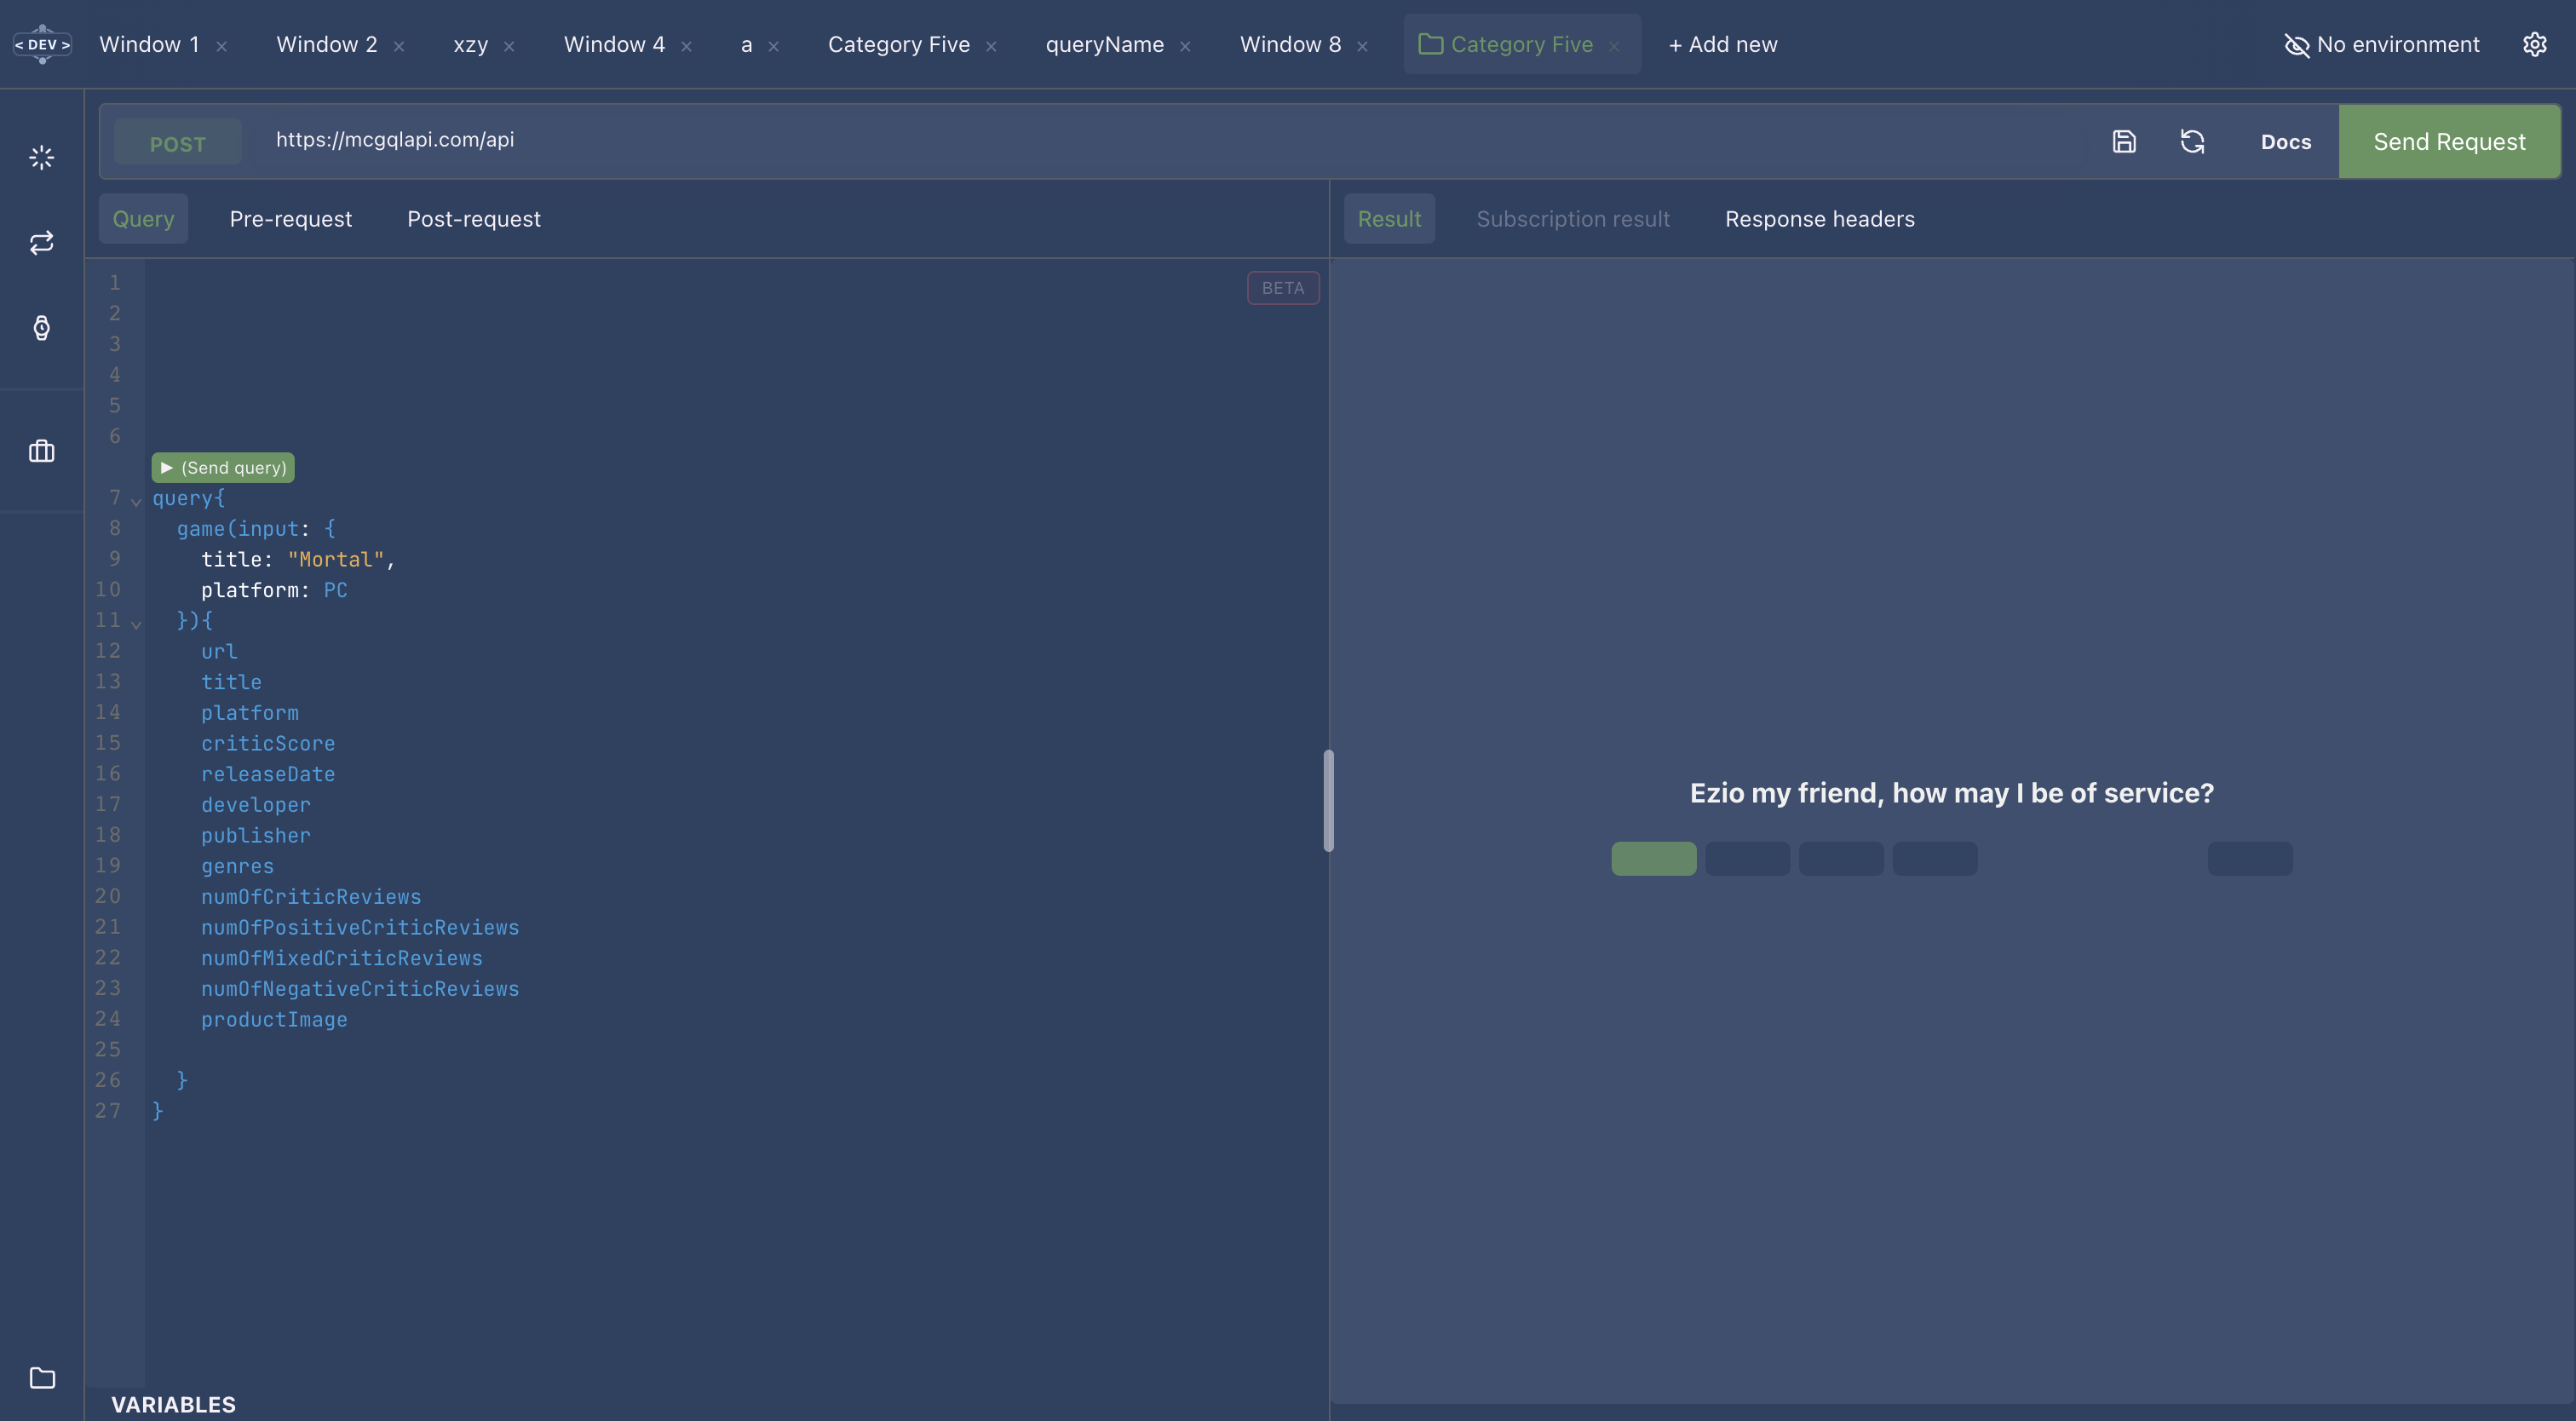 < DEV > Window 1 × Window 2 × xzy × Window 4 × a × Category Five × queryName × Window 8 × Category Five × + Add new No environment
POST https://mcgqlapi.com/api Docs Send Request
Query Pre-request Post-request
Result Subscription result Response headers
BETA
1
2
3
4
5
6
▶ (Send query)
7 query{
8 game(input: {
9 title: "Mortal",
10 platform: PC
11 }){
12 url
13 title
14 platform
15 criticScore
16 releaseDate
17 developer
18 publisher
19 genres
20 numOfCriticReviews
21 numOfPositiveCriticReviews
22 numOfMixedCriticReviews
23 numOfNegativeCriticReviews
24 productImage
25
26 }
27 }
VARIABLES
Ezio my friend, how may I be of service?